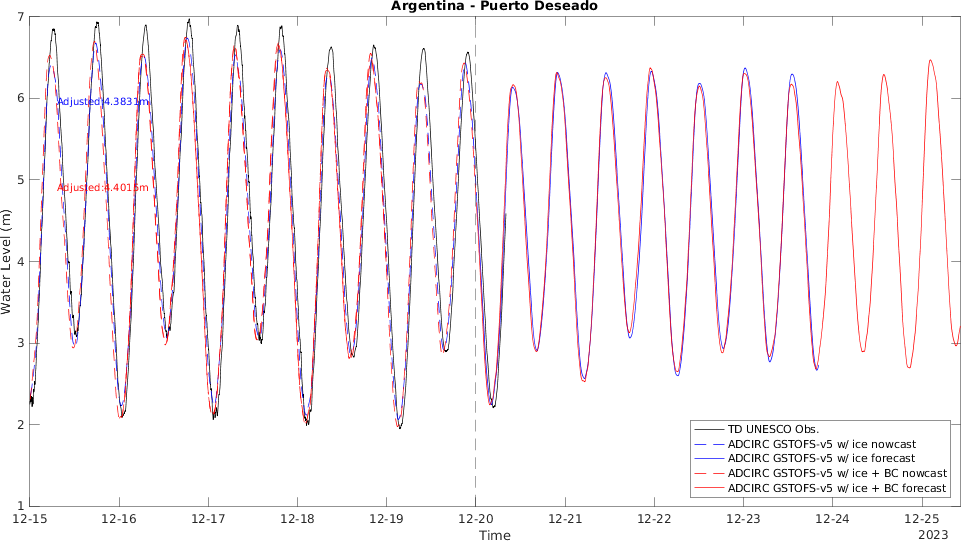 Argentina - Puerto Deseado
Water Level (m)
7
6
5
4
3
2
1
Adjusted:4.3831m
Adjusted:4.4015m
TD UNESCO Obs.
ADCIRC GSTOFS-v5 w/ ice nowcast
ADCIRC GSTOFS-v5 w/ ice forecast
ADCIRC GSTOFS-v5 w/ ice + BC nowcast
ADCIRC GSTOFS-v5 w/ ice + BC forecast
12-15 12-16 12-17 12-18 12-19 12-20 12-21 12-22 12-23 12-24 12-25
Time
2023